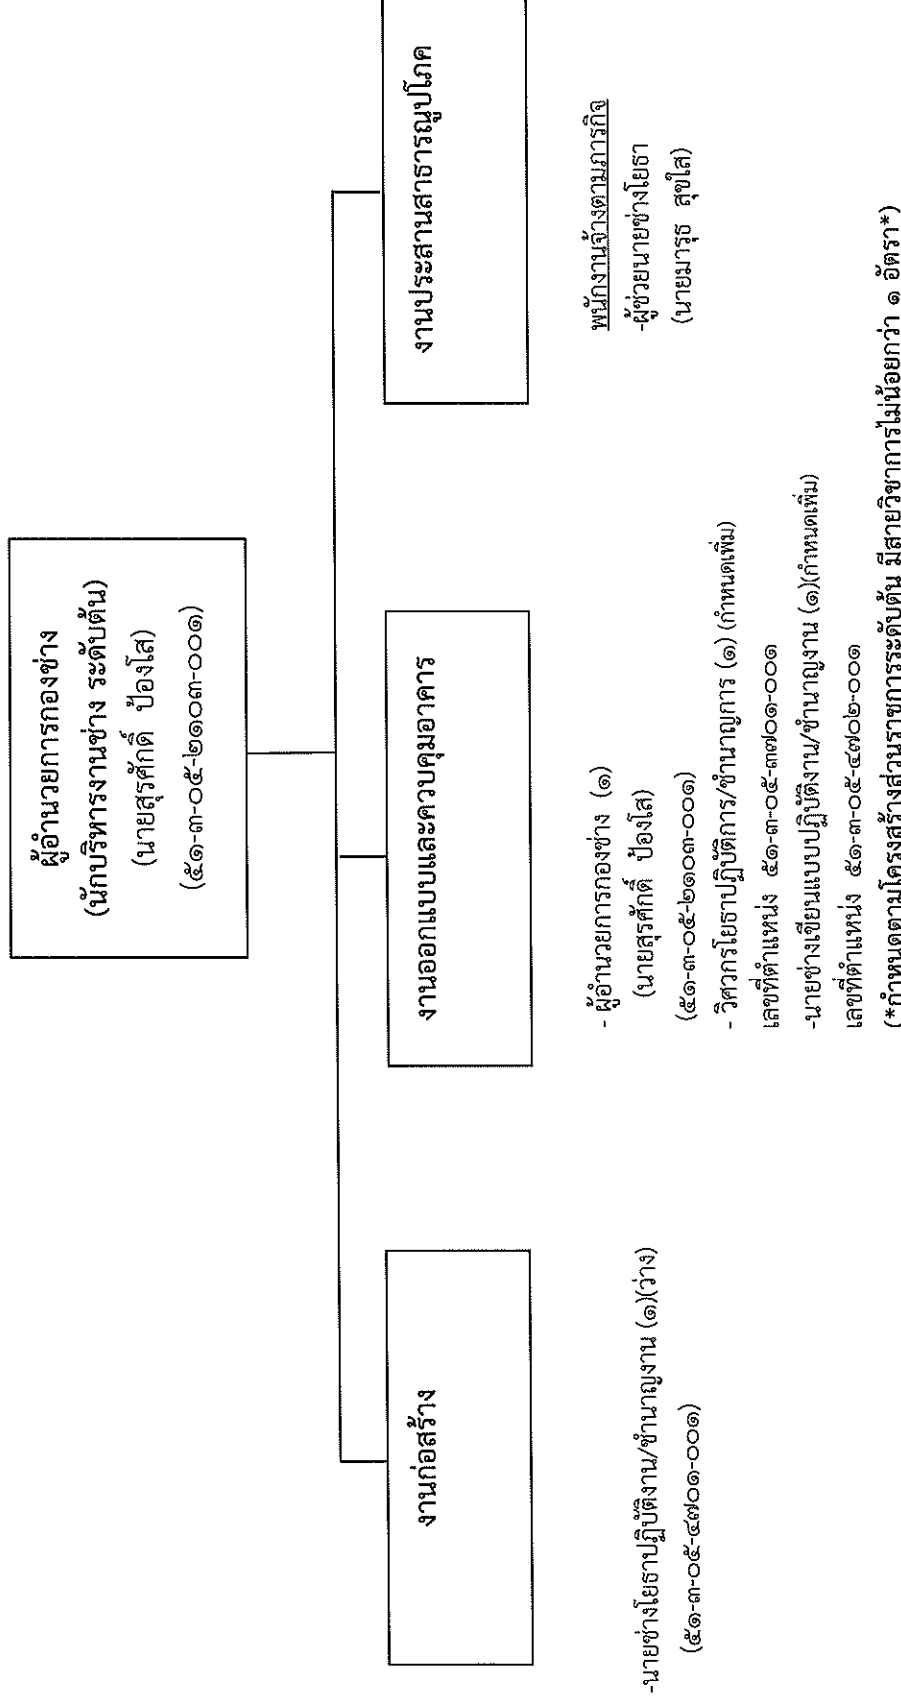 ผู้อำนวยการกองช่าง
(นักบริหารงานช่าง ระดับต้น)
(นายสุรศักดิ์ ป้องโส)
(๕๑-๓-๐๕-๒๑๐๓-๐๐๑)
งานก่อสร้าง
งานออกแบบและควบคุมอาคาร
งานประสานสาธารณูปโภค
-นายช่างโยธาปฏิบัติงาน/ชำนาญงาน (๑)(ว่าง)
(๕๑-๓-๐๕-๔๗๐๑-๐๐๑)
- ผู้อำนวยการกองช่าง (๑)
(นายสุรศักดิ์ ป้องโส)
(๕๑-๓-๐๕-๒๑๐๓-๐๐๑)
- วิศวกรโยธาปฏิบัติการ/ชำนาญการ (๑) (กำหนดเพิ่ม)
เลขที่ตำแหน่ง ๕๑-๓-๐๕-๓๗๐๑-๐๐๑
-นายช่างเขียนแบบปฏิบัติงาน/ชำนาญงาน (๑)(กำหนดเพิ่ม)
เลขที่ตำแหน่ง ๕๑-๓-๐๕-๔๗๐๒-๐๐๑
(*กำหนดตามโครงสร้างส่วนราชการระดับต้น มีสายวิชาการไม่น้อยกว่า ๑ อัตรา*)
พนักงานจ้างตามภารกิจ
-ผู้ช่วยนายช่างโยธา
(นายมารุธ สุขใส)